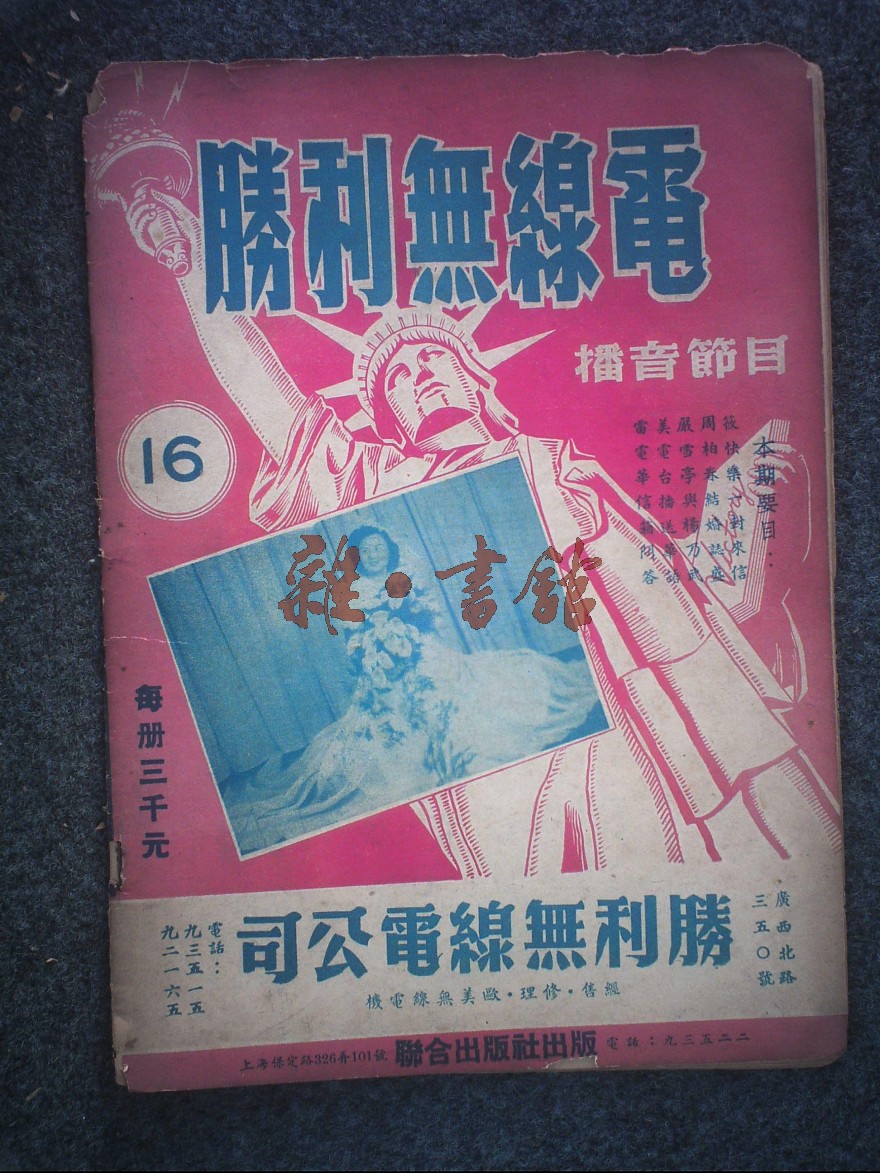 勝利無線電
播音節目
16
本期要目：
筱快樂一對來信
周柏春結婚誌盛
嚴雪亭與楊乃武
美電台播送華語
雷電華信箱問答
雜·書館
每册三千元
勝利無線電公司
廣西北路
三五〇號
電話：
九三五一五
九二一六五
經售·修理·歐美無線電機
上海保定路326弄101號 聯合出版社出版 電話：九三五二二